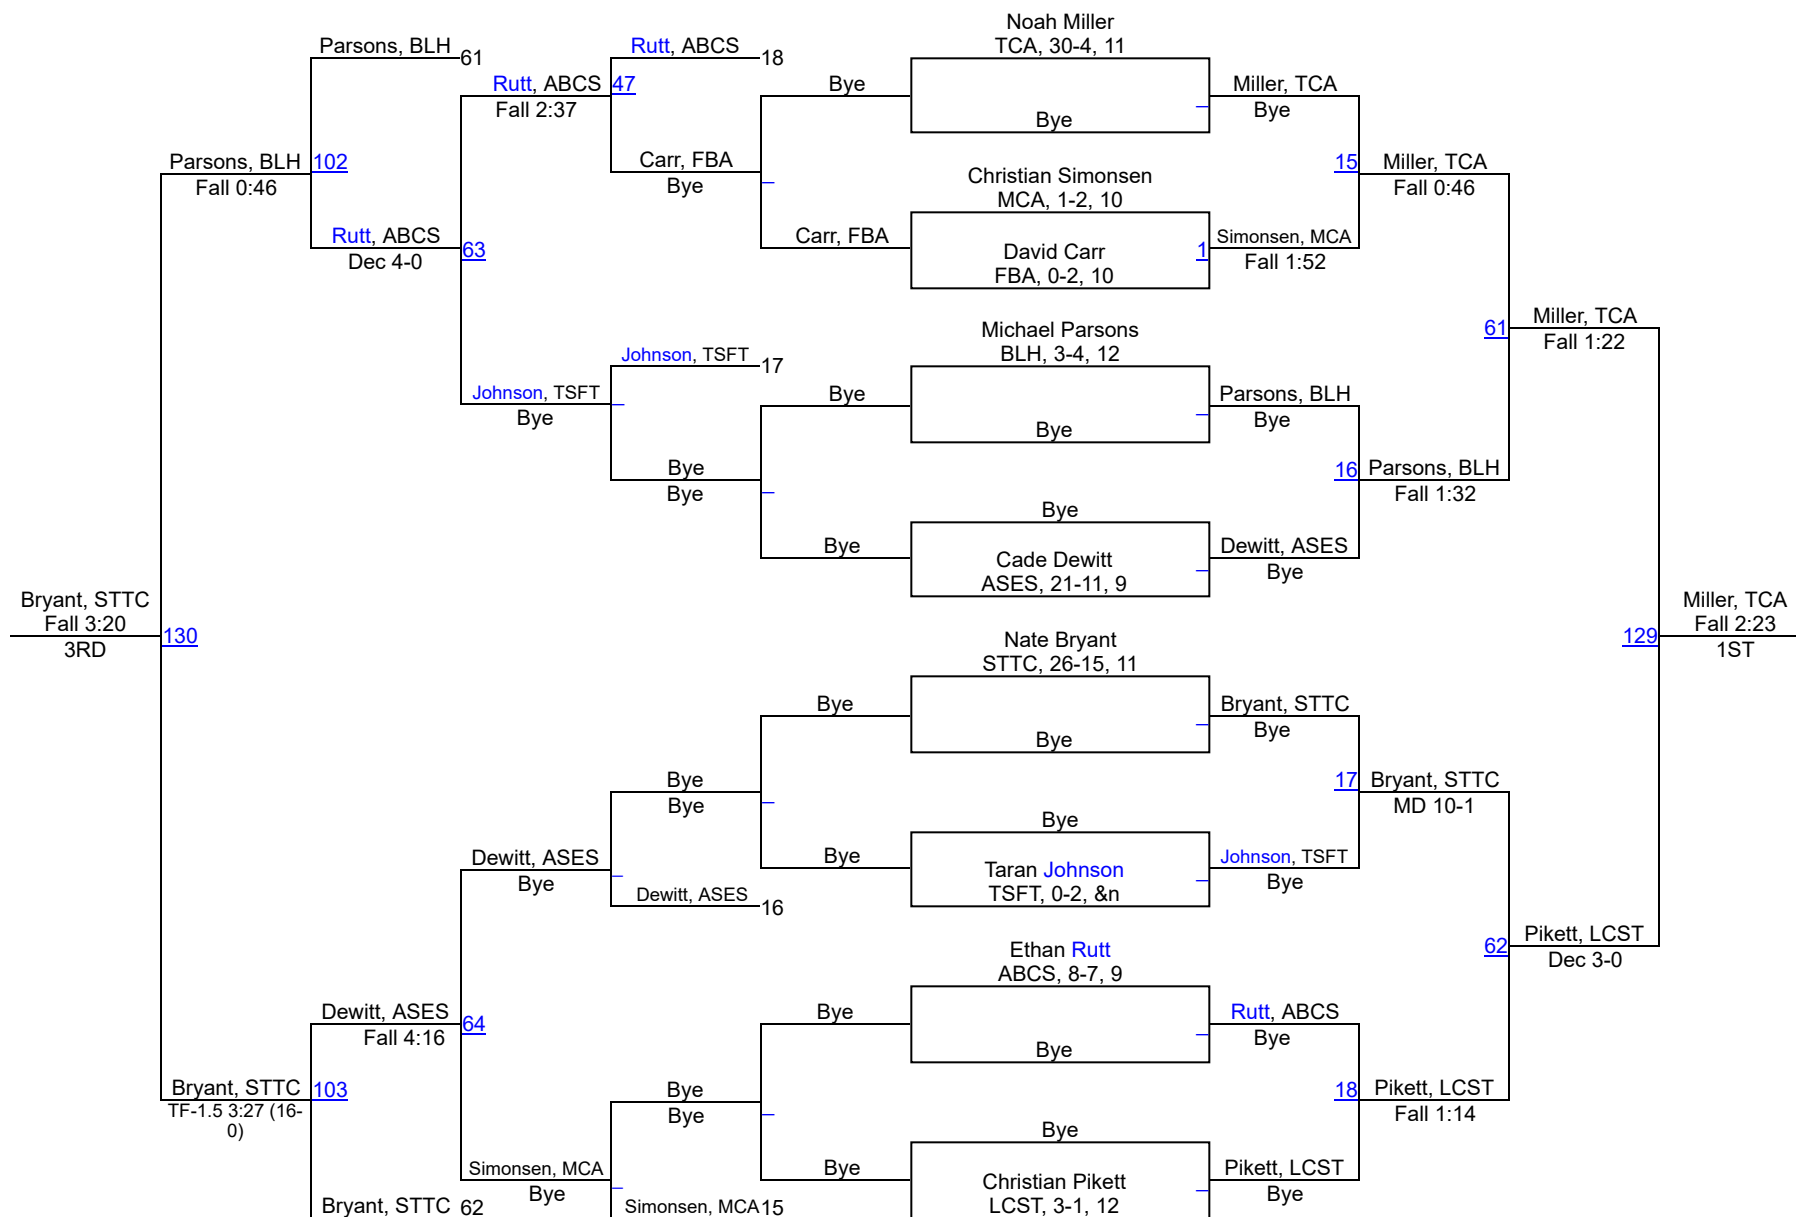 Noah Miller
Parsons, BLH
61
Rutt, ABCS
18
TCA, 30-4, 11
Rutt, ABCS
47
Bye
Miller, TCA
Fall 2:37
Bye
Bye
Parsons, BLH
102
Carr, FBA
15
Miller, TCA
Fall 0:46
Bye
Christian Simonsen
Fall 0:46
MCA, 1-2, 10
Rutt, ABCS
63
Carr, FBA
David Carr
1
Simonsen, MCA
Dec 4-0
FBA, 0-2, 10
Fall 1:52
Michael Parsons
61
Miller, TCA
Johnson, TSFT
17
BLH, 3-4, 12
Fall 1:22
Johnson, TSFT
Bye
Parsons, BLH
Bye
Bye
Bye
Bye
16
Parsons, BLH
Bye
Fall 1:32
Bye
Bye
Cade Dewitt
Dewitt, ASES
ASES, 21-11, 9
Bye
Bryant, STTC
Miller, TCA
Fall 3:20
130
Nate Bryant
129
Fall 2:23
3RD
STTC, 26-15, 11
1ST
Bye
Bryant, STTC
Bye
Bye
Bye
17
Bryant, STTC
Bye
MD 10-1
Bye
Dewitt, ASES
Bye
Taran Johnson
Johnson, TSFT
Bye
Dewitt, ASES
16
TSFT, 0-2, &n
Bye
Ethan Rutt
62
Pikett, LCST
ABCS, 8-7, 9
Dec 3-0
Dewitt, ASES
64
Bye
Rutt, ABCS
Fall 4:16
Bye
Bye
Bryant, STTC
103
Bye
18
Pikett, LCST
TF-1.5 3:27 (16-
0)
Bye
Fall 1:14
Bye
Simonsen, MCA
Bye
Christian Pikett
Pikett, LCST
Bye
Bye
Bryant, STTC
62
Simonsen, MCA
15
LCST, 3-1, 12